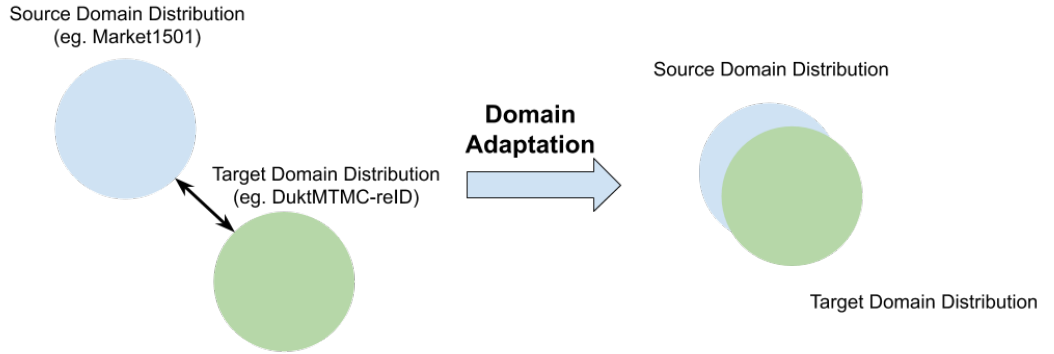 Source Domain Distribution
(eg. Market1501)
Target Domain Distribution
(eg. DuktMTMC-reID)
Domain
Adaptation
Source Domain Distribution
Target Domain Distribution